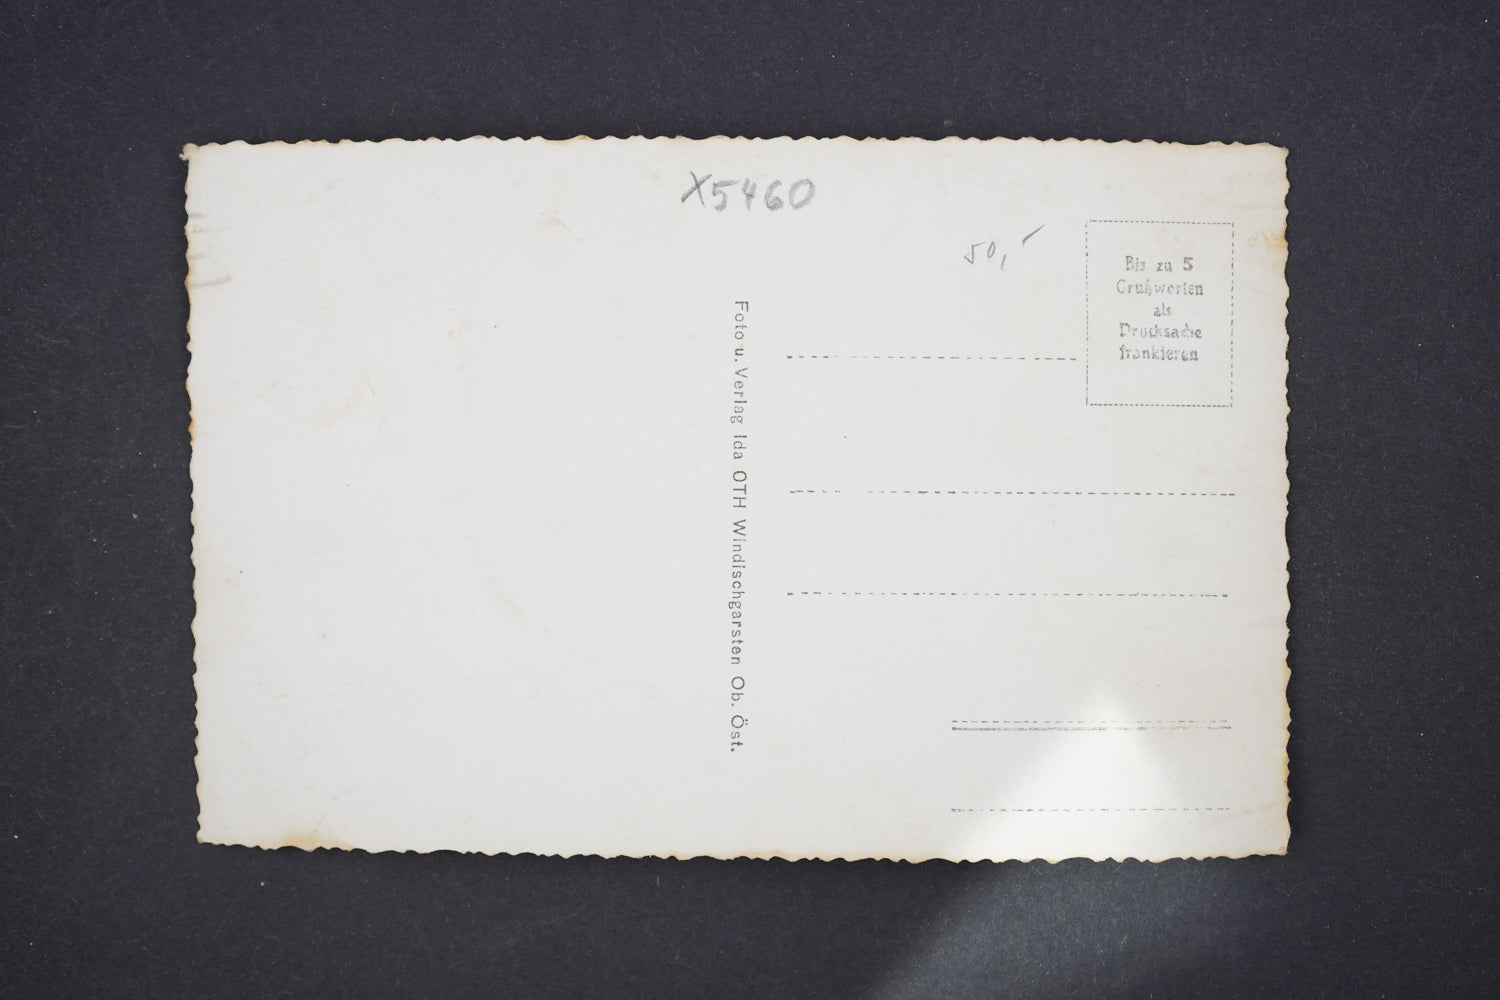 X5460
50,-
Bis zu 5
Grußworten
als
Drucksache
frankieren
Foto u. Verlag Ida OTH Windischgarsten Ob. Öst.